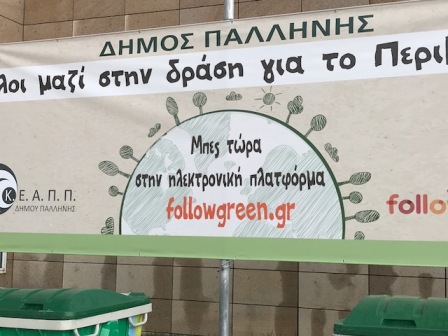 ΔΗΜΟΣ ΠΑΛΛΗΝΗΣ
λοι μαζί στην δράση για το Περι
Μπες τώρα
στην ηλεκτρονική πλατφόρμα
followgreen.gr
Κ.Ε.Α.Π.Π.
ΔΗΜΟΥ ΠΑΛΛΗΝΗΣ
follo